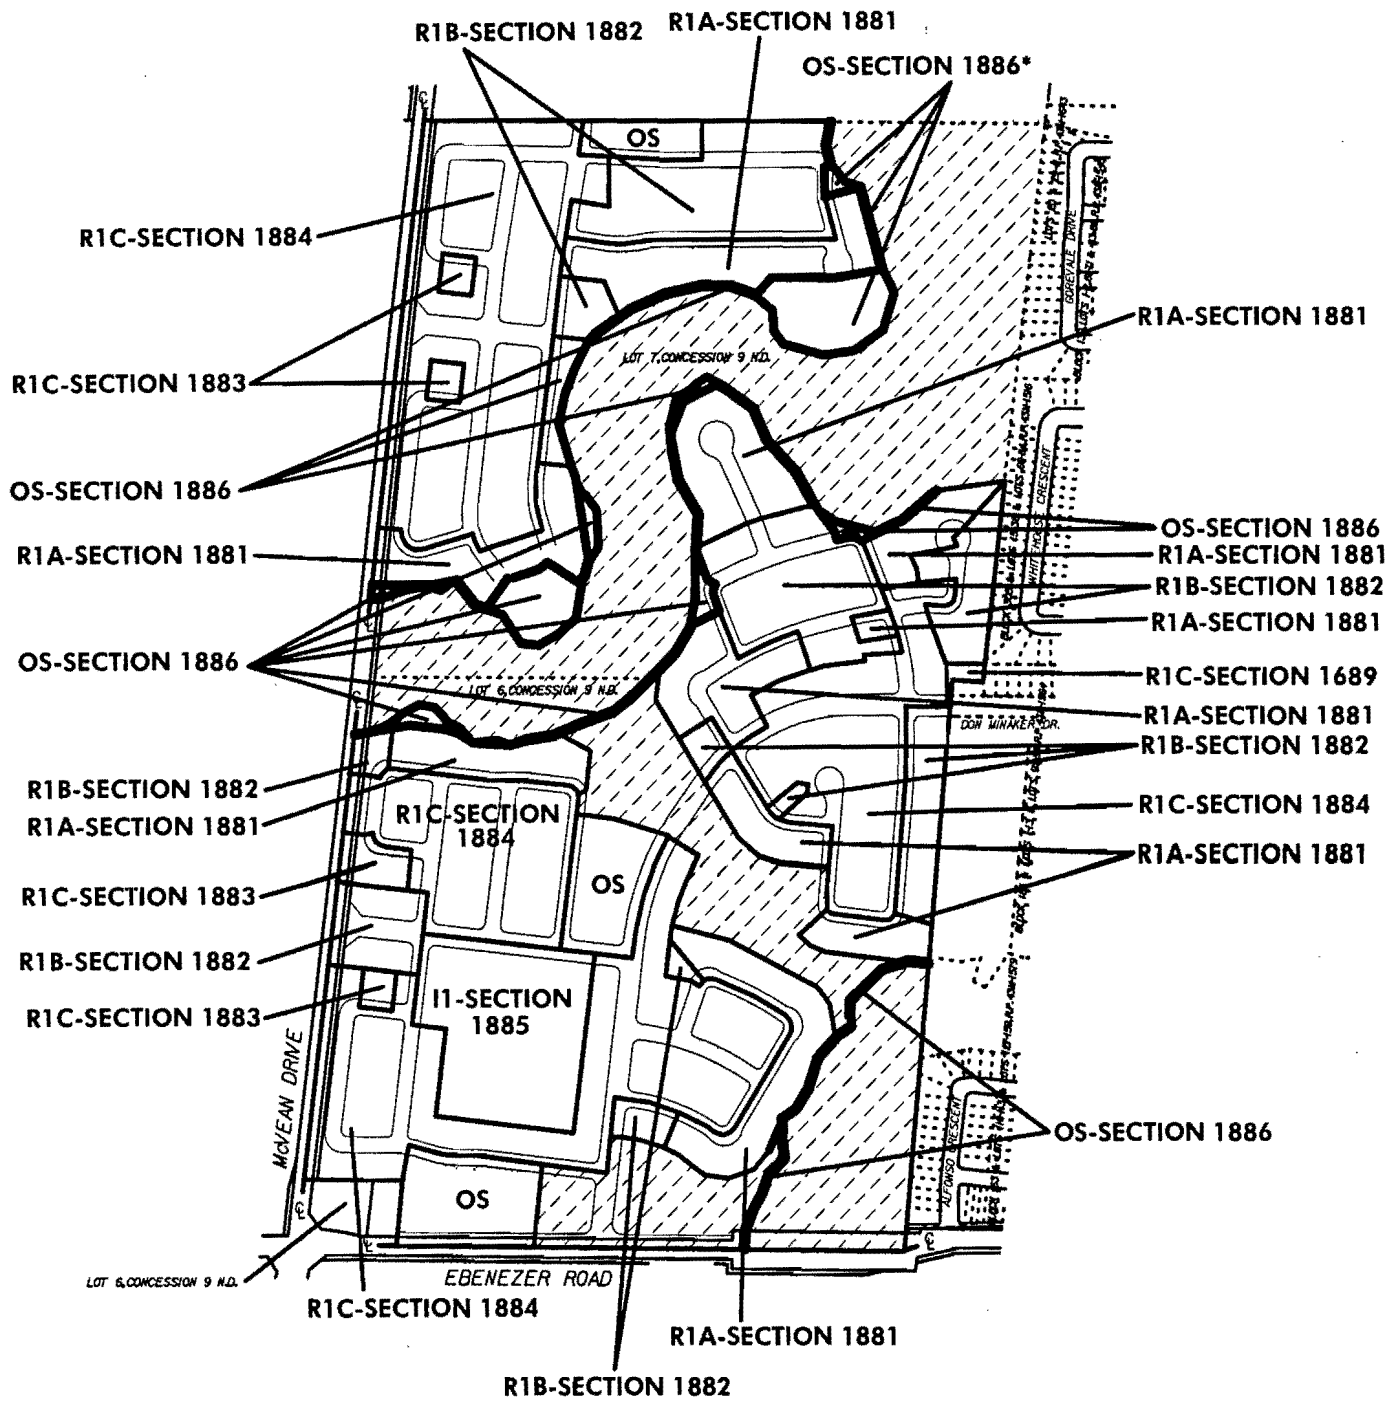 R1B-SECTION 1882
R1A-SECTION 1881
OS-SECTION 1886*
OS
R1C-SECTION 1884
GOREVALE DRIVE
R1A-SECTION 1881
LOT 7, CONCESSION 9 N.D.
R1C-SECTION 1883
WHITEHORSE CRESCENT
OS-SECTION 1886
OS-SECTION 1886
R1A-SECTION 1881
R1A-SECTION 1881
R1B-SECTION 1882
R1A-SECTION 1881
OS-SECTION 1886
R1C-SECTION 1689
LOT 6, CONCESSION 9 N.D.
R1A-SECTION 1881
DON MINAKER DR.
R1B-SECTION 1882
R1B-SECTION 1882
R1C-SECTION 1884
R1A-SECTION 1881
R1C-SECTION
1884
R1A-SECTION 1881
OS
R1C-SECTION 1883
R1B-SECTION 1882
I1-SECTION
1885
R1C-SECTION 1883
McVEAN DRIVE
OS-SECTION 1886
ALFONSO CRESCENT
OS
LOT 6, CONCESSION 9 N.D.
EBENEZER ROAD
R1C-SECTION 1884
R1A-SECTION 1881
R1B-SECTION 1882